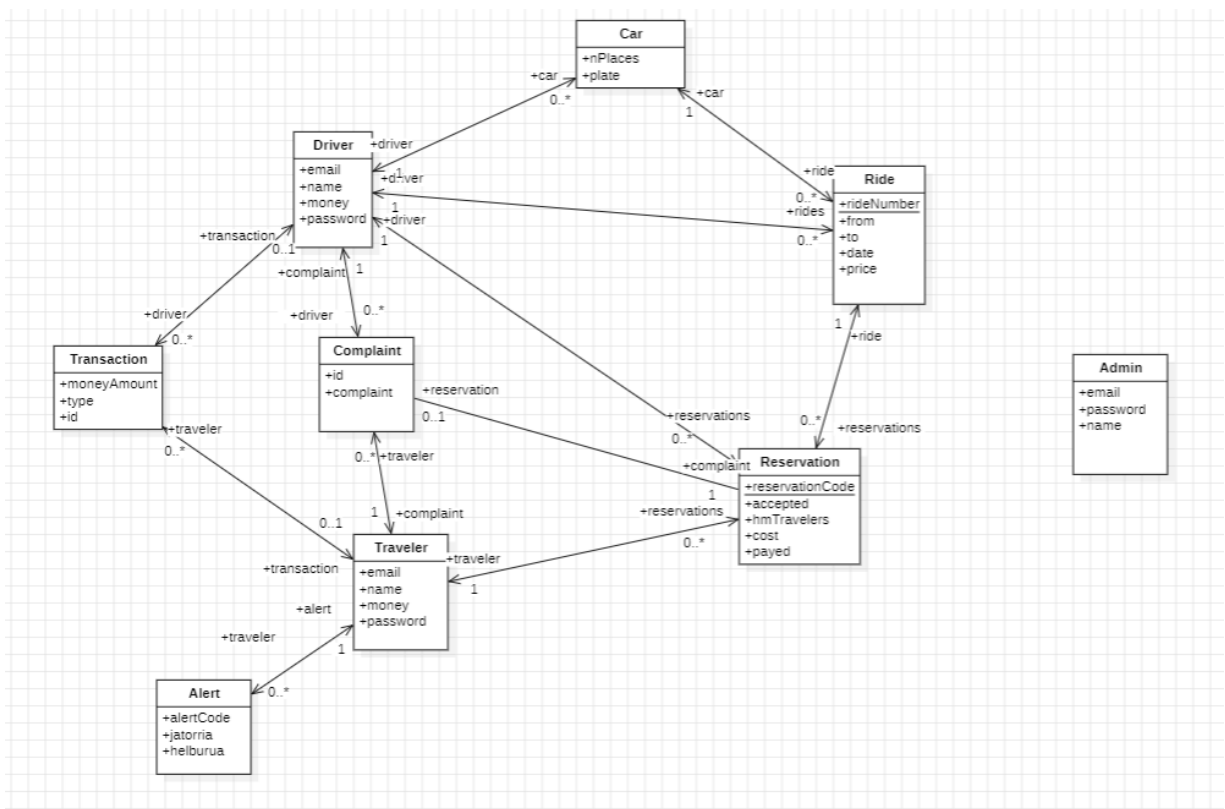 Car
+nPlaces
+plate
+car
0..*
+car
1
Driver
+email
+name
+money
+password
+driver
1
+driver
1
+driver
1
+ride
0..*
+rides
0..*
Ride
+rideNumber
+from
+to
+date
+price
+transaction
0..1
+complaint
1
+driver
0..*
+driver
0..*
1
+ride
Transaction
+moneyAmount
+type
+id
Complaint
+id
+complaint
Admin
+email
+password
+name
+reservation
0..1
+reservations
0..*
0..*
+reservations
+traveler
0..*
0..*
+traveler
+complaint
1
Reservation
+reservationCode
+accepted
+hmTravelers
+cost
+payed
+reservations
0..*
1
+complaint
0..1
+transaction
Traveler
+email
+name
+money
+password
+traveler
1
+alert
1
+traveler
0..*
Alert
+alertCode
+jatorria
+helburua